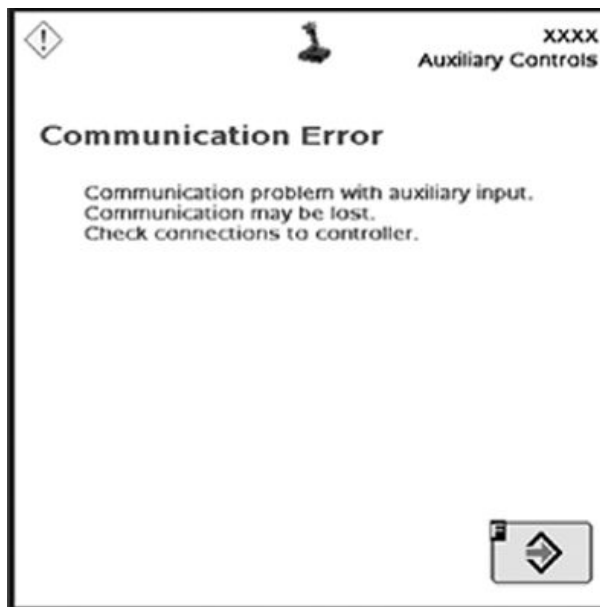 XXXX
Auxiliary Controls
Communication Error
Communication problem with auxiliary input.
Communication may be lost.
Check connections to controller.
F